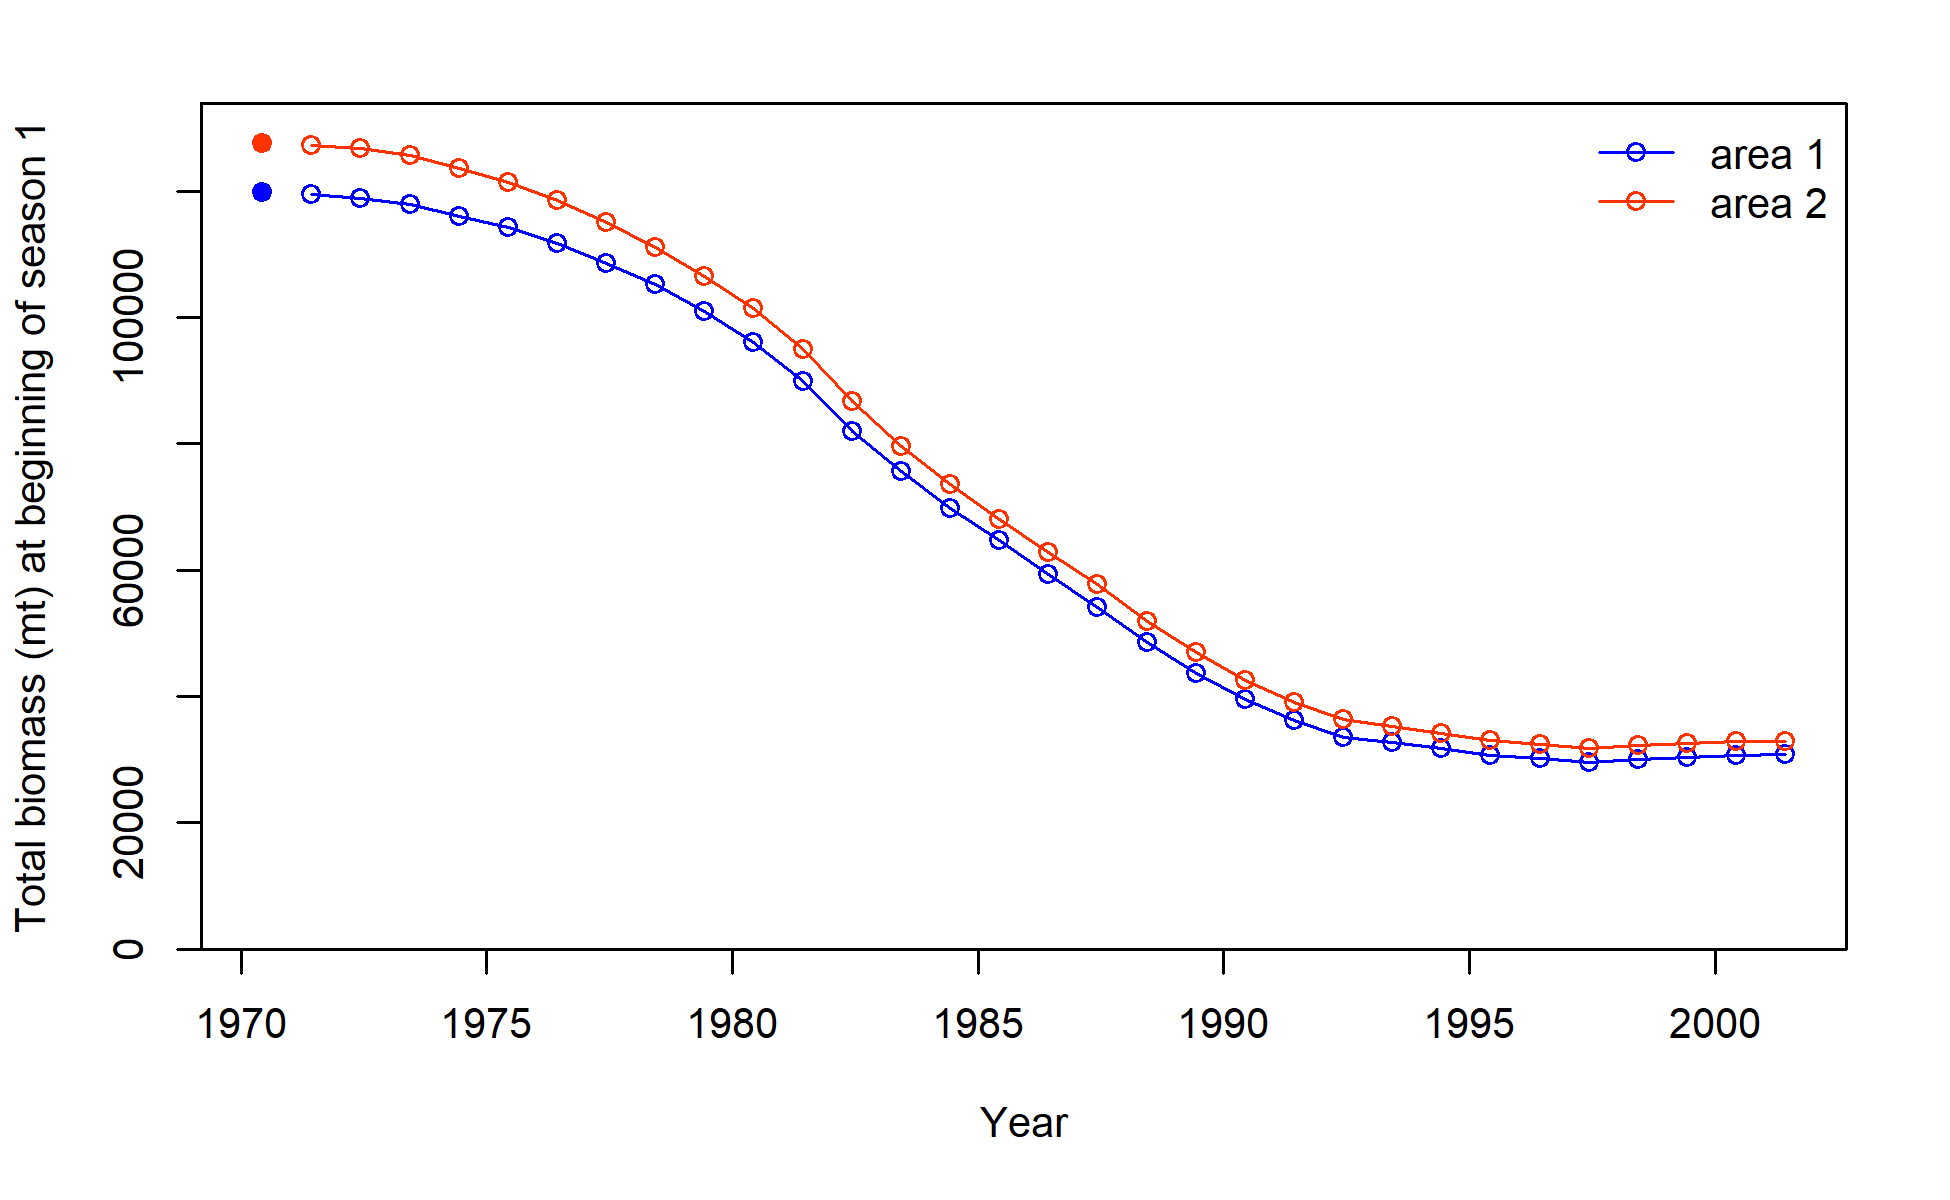 Total biomass (mt) at beginning of season 1
100000
60000
20000
0
area 1
area 2
1970 1975 1980 1985 1990 1995 2000
Year